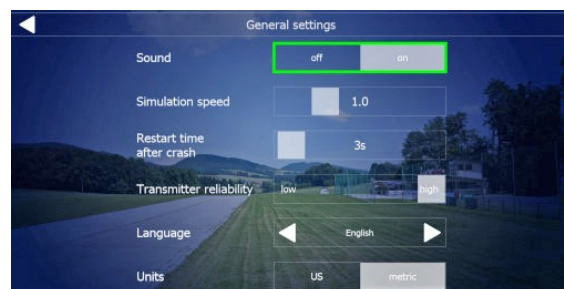 General settings
Sound off on
Simulation speed 1.0
Restart time
after crash 3s
Transmitter reliability low high
Language English
Units US metric